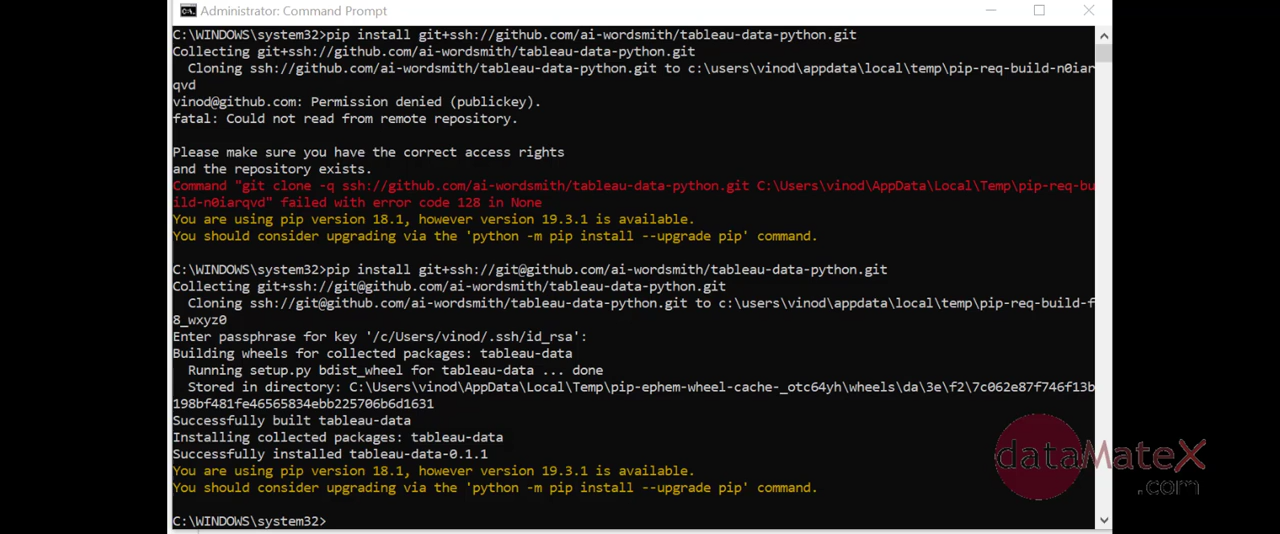 Administrator: Command Prompt
C:\WINDOWS\system32>pip install git+ssh://github.com/ai-wordsmith/tableau-data-python.git
Collecting git+ssh://github.com/ai-wordsmith/tableau-data-python.git
  Cloning ssh://github.com/ai-wordsmith/tableau-data-python.git to c:\users\vinod\appdata\local\temp\pip-req-build-n0iar
qvd
vinod@github.com: Permission denied (publickey).
fatal: Could not read from remote repository.
Please make sure you have the correct access rights
and the repository exists.
Command "git clone -q ssh://github.com/ai-wordsmith/tableau-data-python.git C:\Users\vinod\AppData\Local\Temp\pip-req-bu
ild-n0iarqvd" failed with error code 128 in None
You are using pip version 18.1, however version 19.3.1 is available.
You should consider upgrading via the 'python -m pip install --upgrade pip' command.
C:\WINDOWS\system32>pip install git+ssh://git@github.com/ai-wordsmith/tableau-data-python.git
Collecting git+ssh://git@github.com/ai-wordsmith/tableau-data-python.git
  Cloning ssh://git@github.com/ai-wordsmith/tableau-data-python.git to c:\users\vinod\appdata\local\temp\pip-req-build-f
8_wxyz0
Enter passphrase for key '/c/Users/vinod/.ssh/id_rsa':
Building wheels for collected packages: tableau-data
  Running setup.py bdist_wheel for tableau-data ... done
  Stored in directory: C:\Users\vinod\AppData\Local\Temp\pip-ephem-wheel-cache-_otc64yh\wheels\da\3e\f2\7c062e87f746f13b
198bf481fe46565834ebb225706b6d1631
Successfully built tableau-data
Installing collected packages: tableau-data
Successfully installed tableau-data-0.1.1
You are using pip version 18.1, however version 19.3.1 is available.
You should consider upgrading via the 'python -m pip install --upgrade pip' command.
C:\WINDOWS\system32>
dataMateX
.com